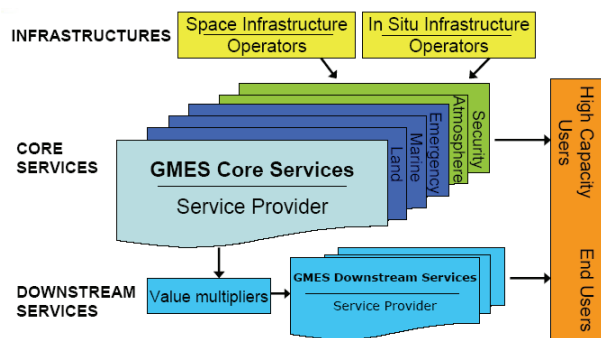 INFRASTRUCTURES
Space Infrastructure
Operators
In Situ Infrastructure
Operators
CORE
SERVICES
GMES Core Services
Service Provider
Land
Marine
Emergency
Atmosphere
Security
High Capacity
Users
DOWNSTREAM
SERVICES
Value multipliers
GMES Downstream Services
Service Provider
End Users